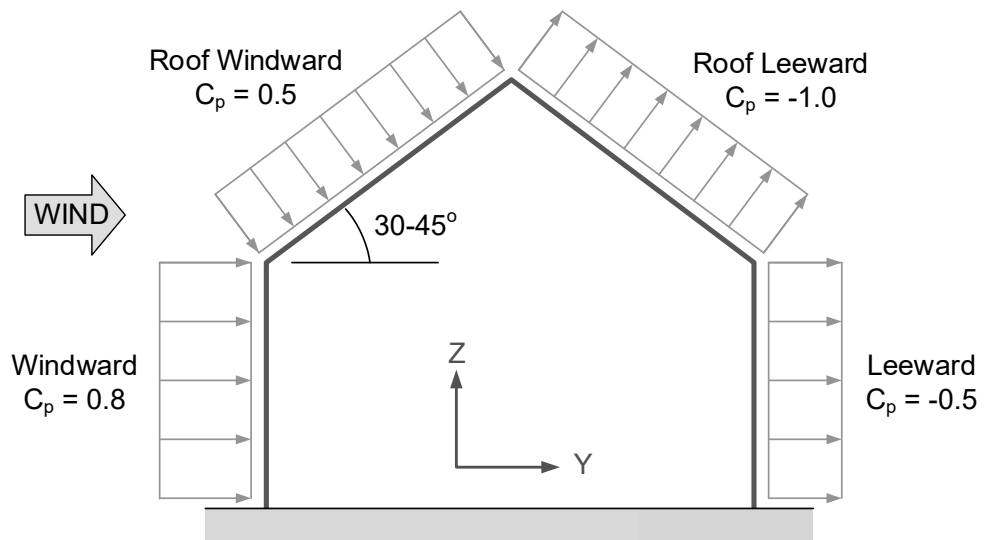 Roof Windward
Cp = 0.5
Roof Leeward
Cp = -1.0
WIND
30-45o
Windward
Cp = 0.8
Z
Y
Leeward
Cp = -0.5